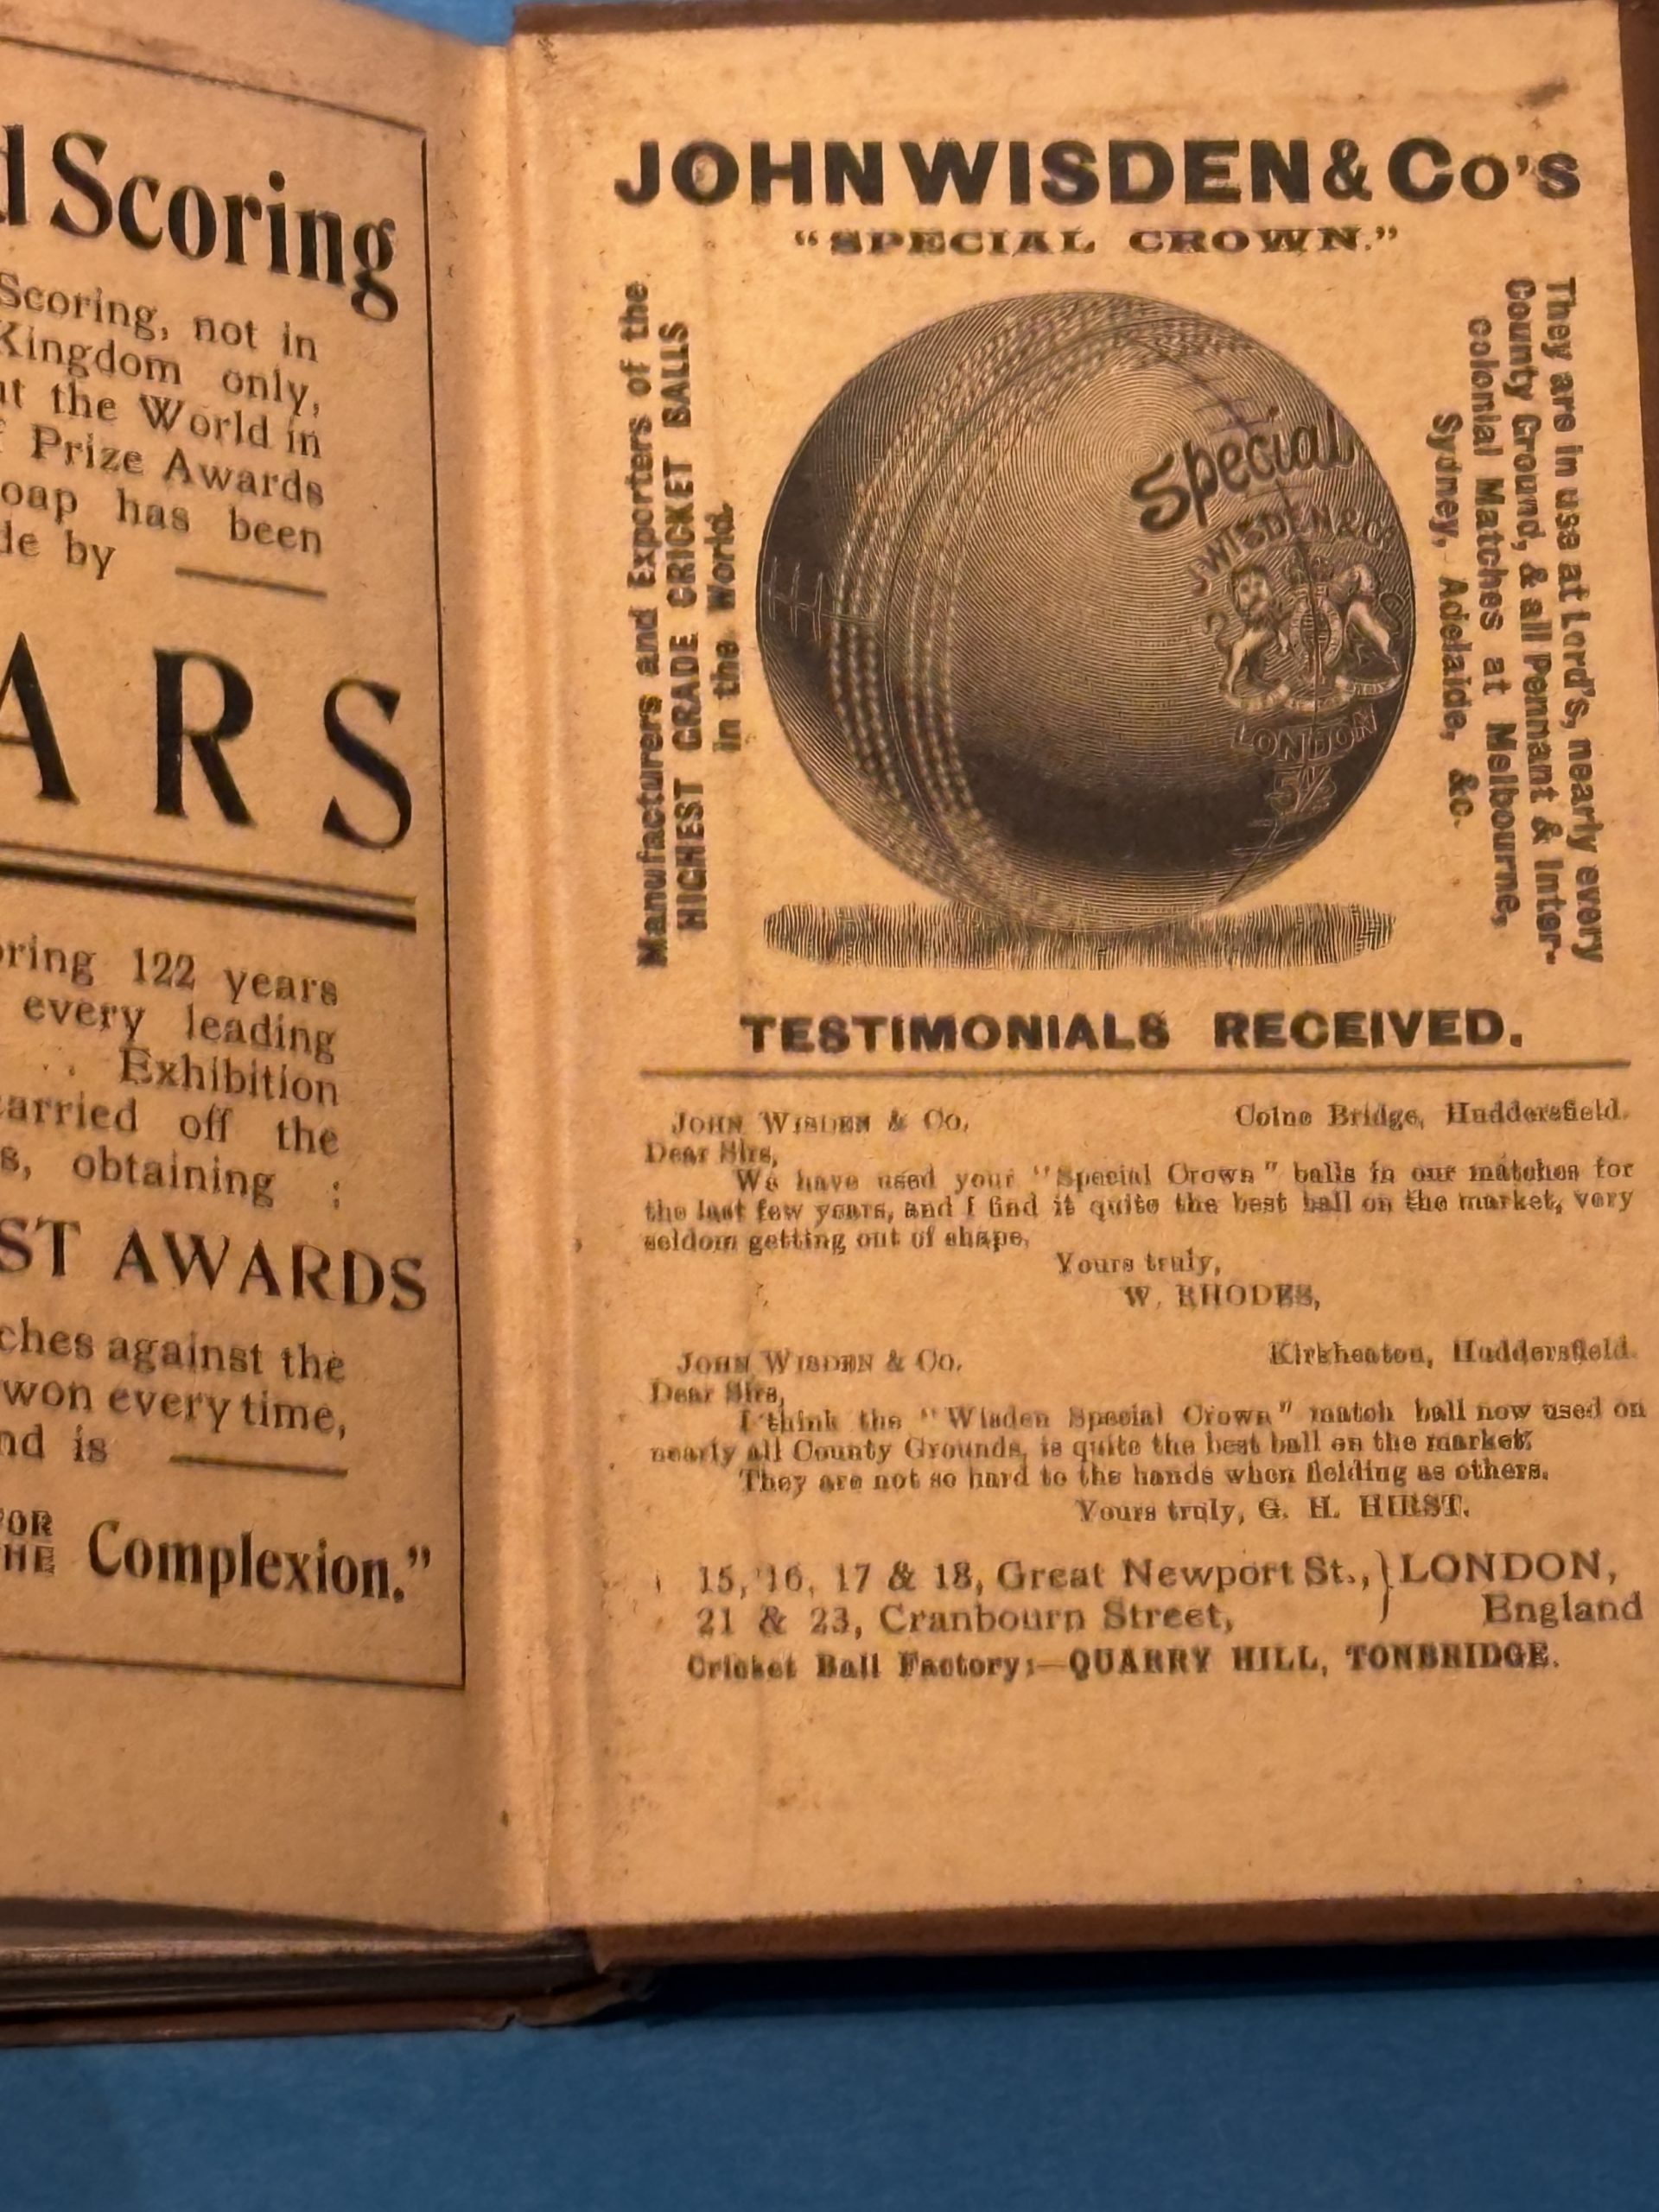 d Scoring
Scoring, not in
Kingdom only,
the World in
Prize Awards
oap has been
de by
ARS
oring 122 years
every leading
. . Exhibition
carried off the
s, obtaining :
ST AWARDS
ches against the
won every time,
nd is
FOR
THE Complexion."
JOHN WISDEN & Co's
"SPECIAL CROWN."
Manufacturers and Exporters of the
HIGHEST GRADE CRICKET BALLS
in the World.
Special
J WISDEN & Co
LONDON
5½
They are in use at Lord's, nearly every
County Ground, & all Pennant & Inter-
colonial Matches at Melbourne,
Sydney, Adelaide, &c.
TESTIMONIALS RECEIVED.
JOHN WISDEN & Co. Colne Bridge, Huddersfield.
Dear Sirs,
We have used your "Special Crown" balls in our matches for
the last few years, and I find it quite the best ball on the market, very
seldom getting out of shape.
Yours truly,
W. RHODES,
JOHN WISDEN & Co. Kirkheaton, Huddersfield.
Dear Sirs,
I think the "Wisden Special Crown" match ball now used on
nearly all County Grounds, is quite the best ball on the market.
They are not so hard to the hands when fielding as others.
Yours truly, G. H. HIRST.
15, 16, 17 & 18, Great Newport St., } LONDON,
21 & 23, Cranbourn Street, England
Cricket Ball Factory:—QUARRY HILL, TONBRIDGE.